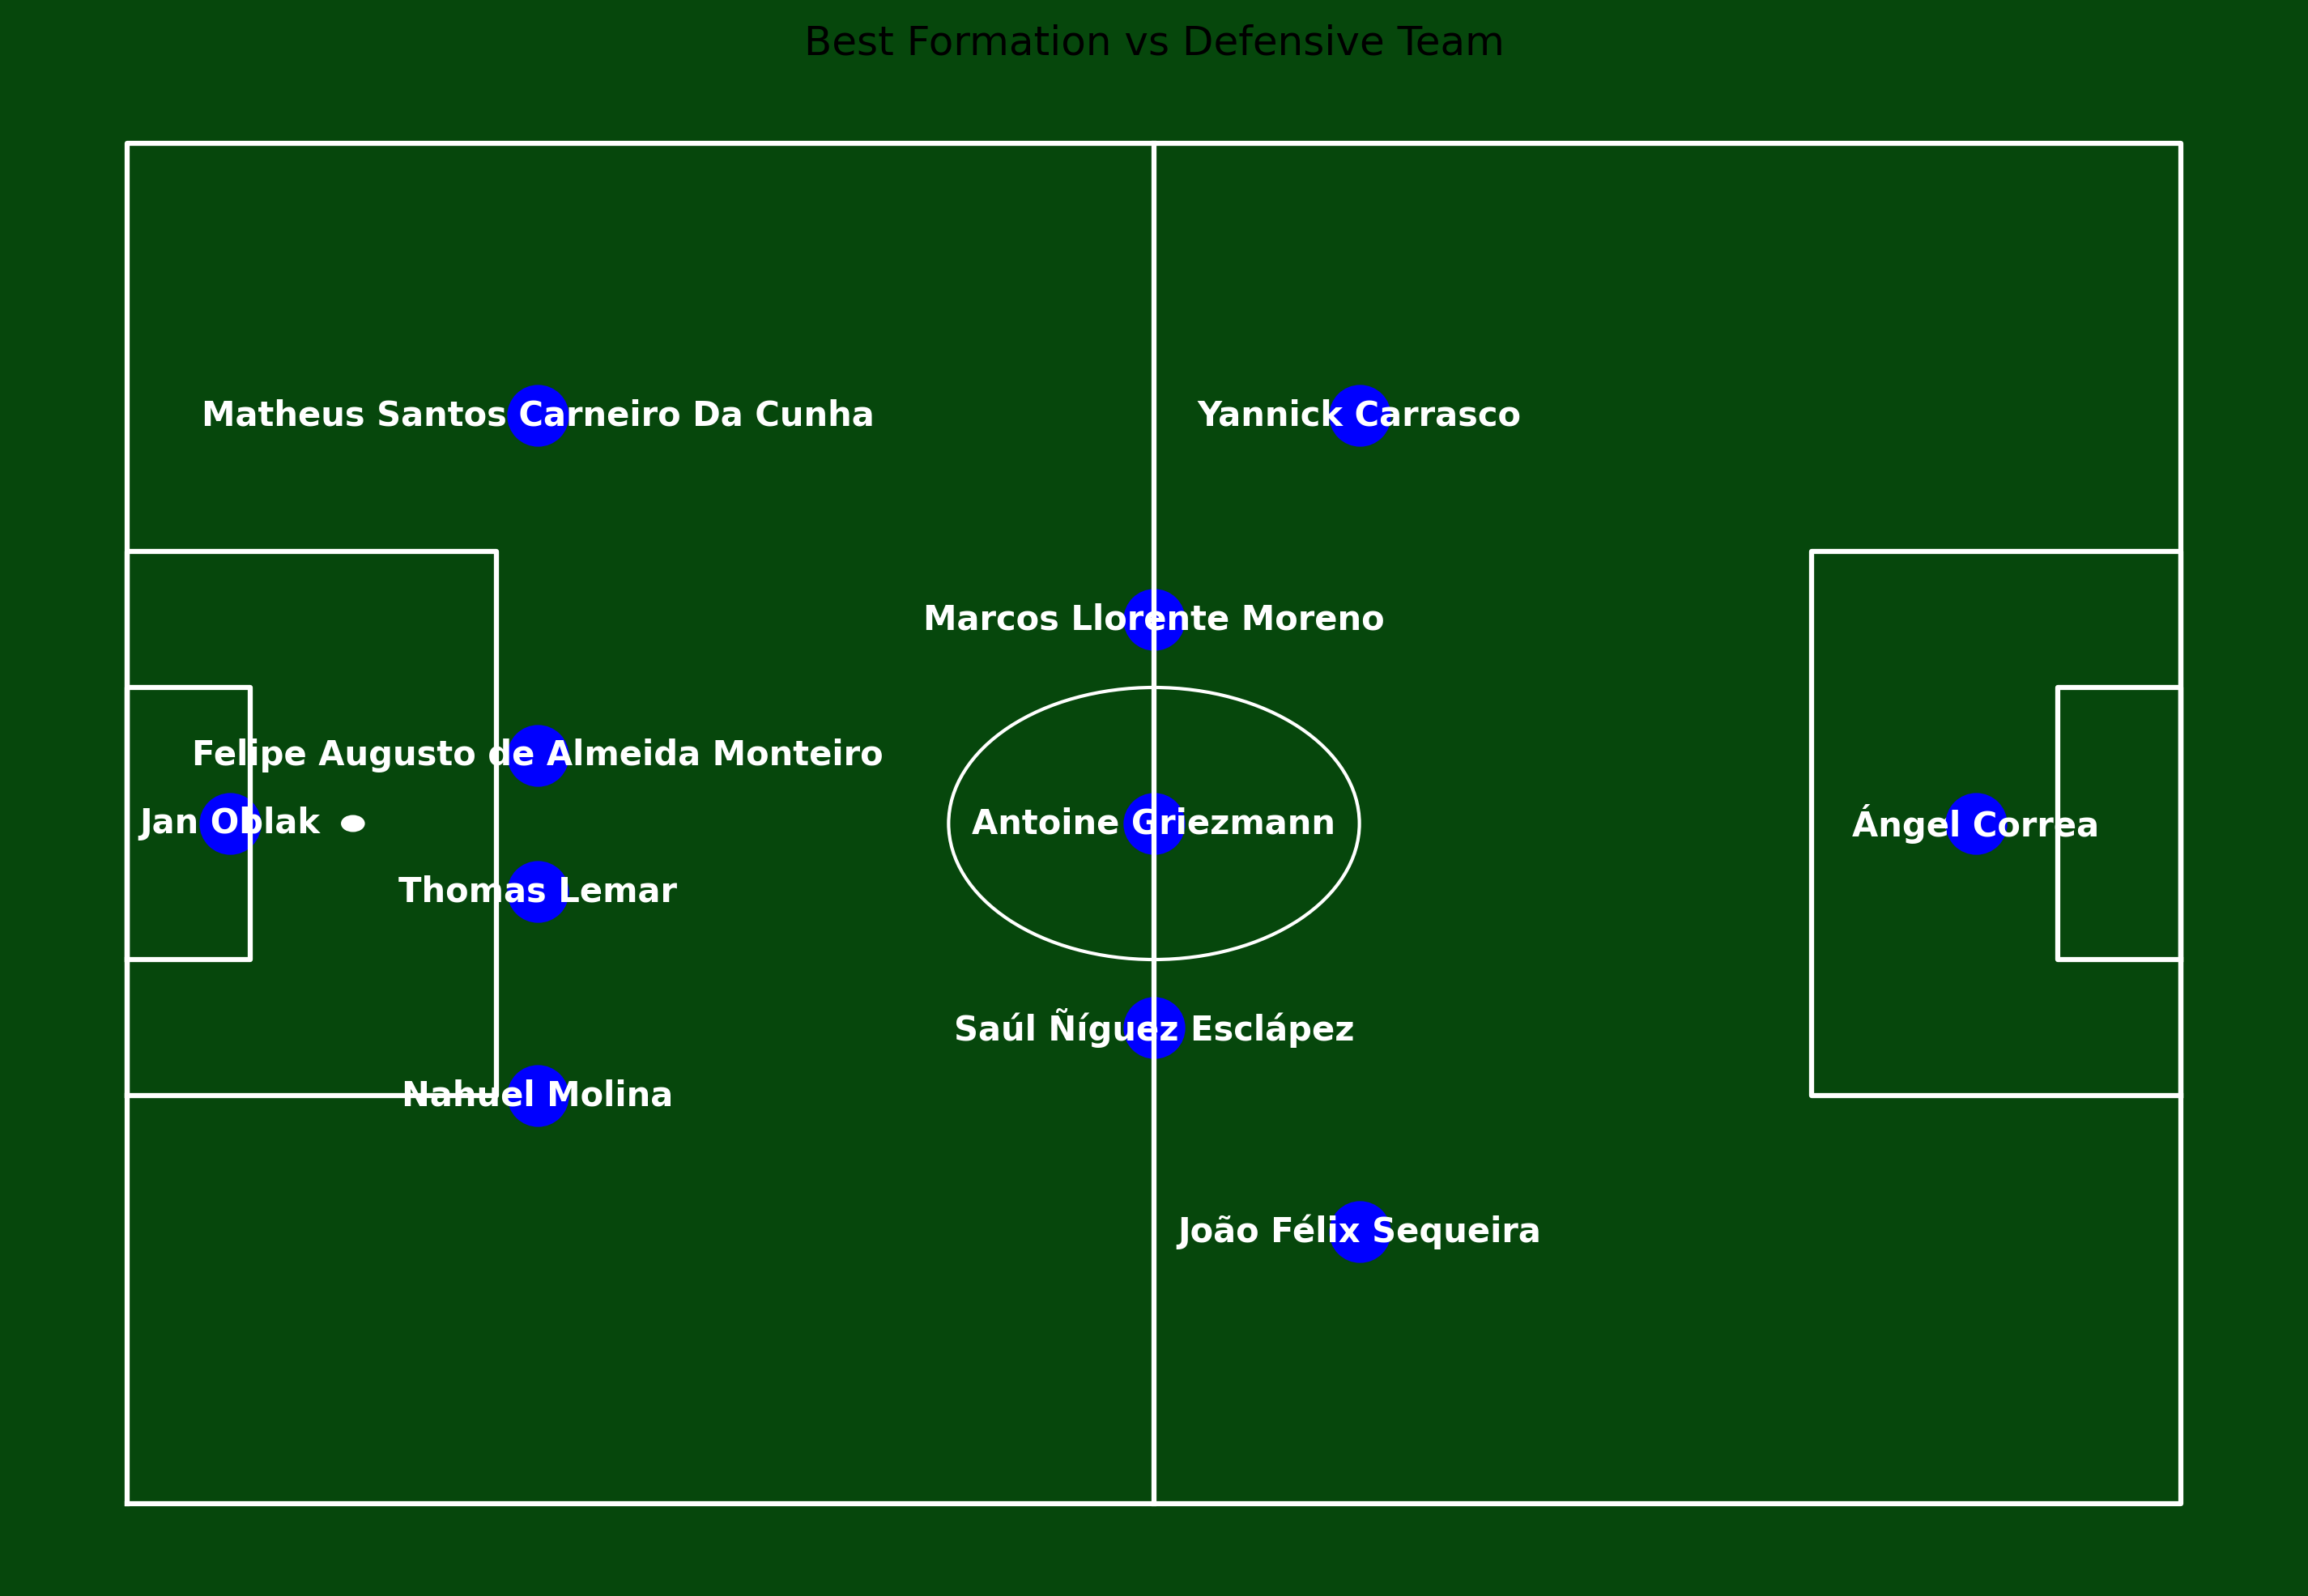 Best Formation vs Defensive Team
Matheus Santos Carneiro Da Cunha
Yannick Carrasco
Marcos Llorente Moreno
Felipe Augusto de Almeida Monteiro
Jan Oblak
Antoine Griezmann
Ángel Correa
Thomas Lemar
Saúl Ñíguez Esclápez
Nahuel Molina
João Félix Sequeira